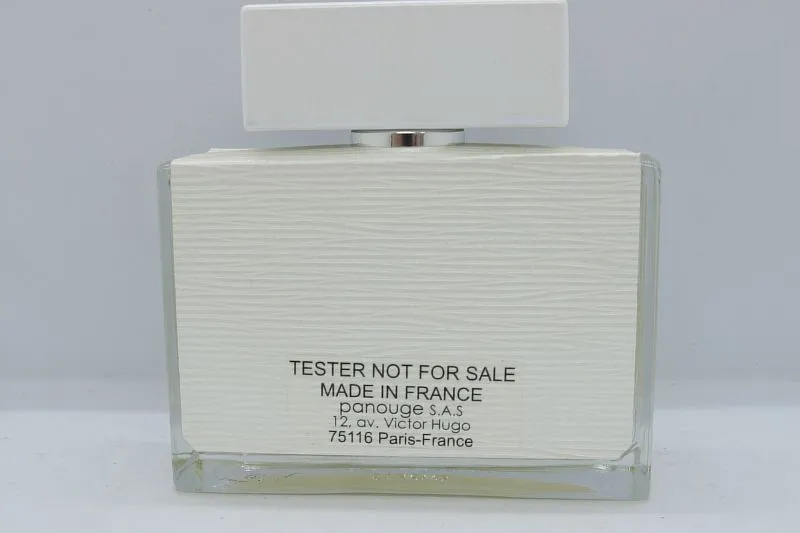 TESTER NOT FOR SALE
MADE IN FRANCE
panouge S.A.S
12, av. Victor Hugo
75116 Paris-France